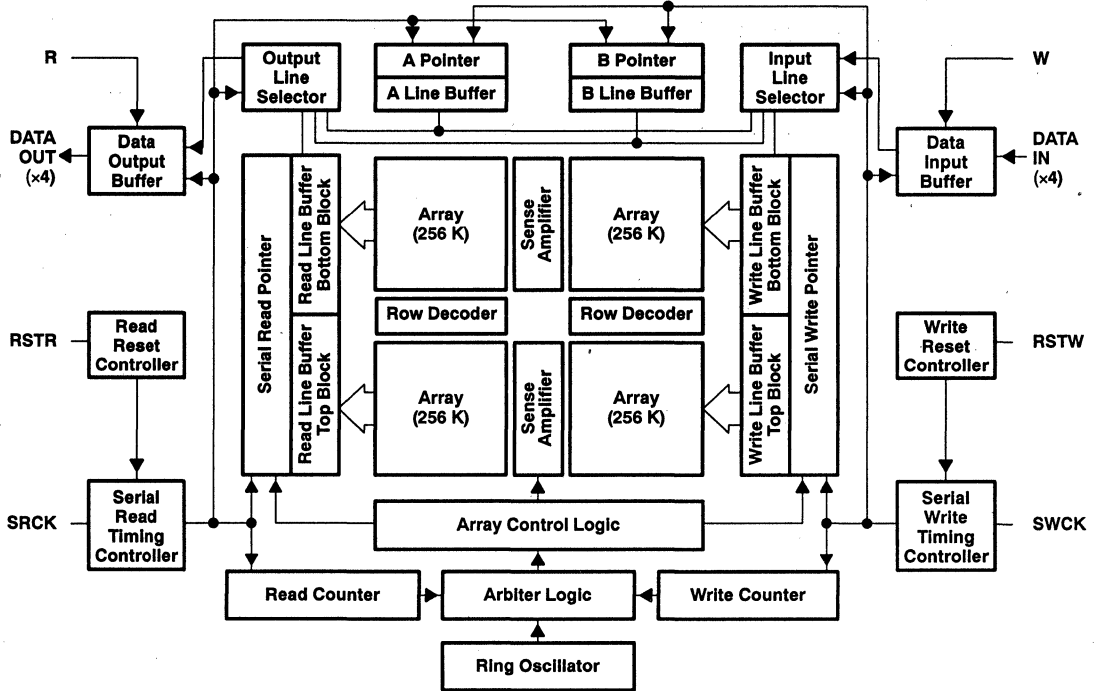 R
Output
Line
Selector
A Pointer
A Line Buffer
B Pointer
B Line Buffer
Input
Line
Selector
W
DATA
OUT
(×4)
Data
Output
Buffer
Data
Input
Buffer
DATA
IN
(×4)
Serial Read Pointer
Read Line Buffer
Bottom Block
Array
(256 K)
Sense
Amplifier
Array
(256 K)
Write Line Buffer
Bottom Block
Serial Write Pointer
Row Decoder
Row Decoder
RSTR
Read
Reset
Controller
Write
Reset
Controller
RSTW
Read Line Buffer
Top Block
Array
(256 K)
Sense
Amplifier
Array
(256 K)
Write Line Buffer
Top Block
SRCK
Serial
Read
Timing
Controller
Array Control Logic
Serial
Write
Timing
Controller
SWCK
Read Counter
Arbiter Logic
Write Counter
Ring Oscillator